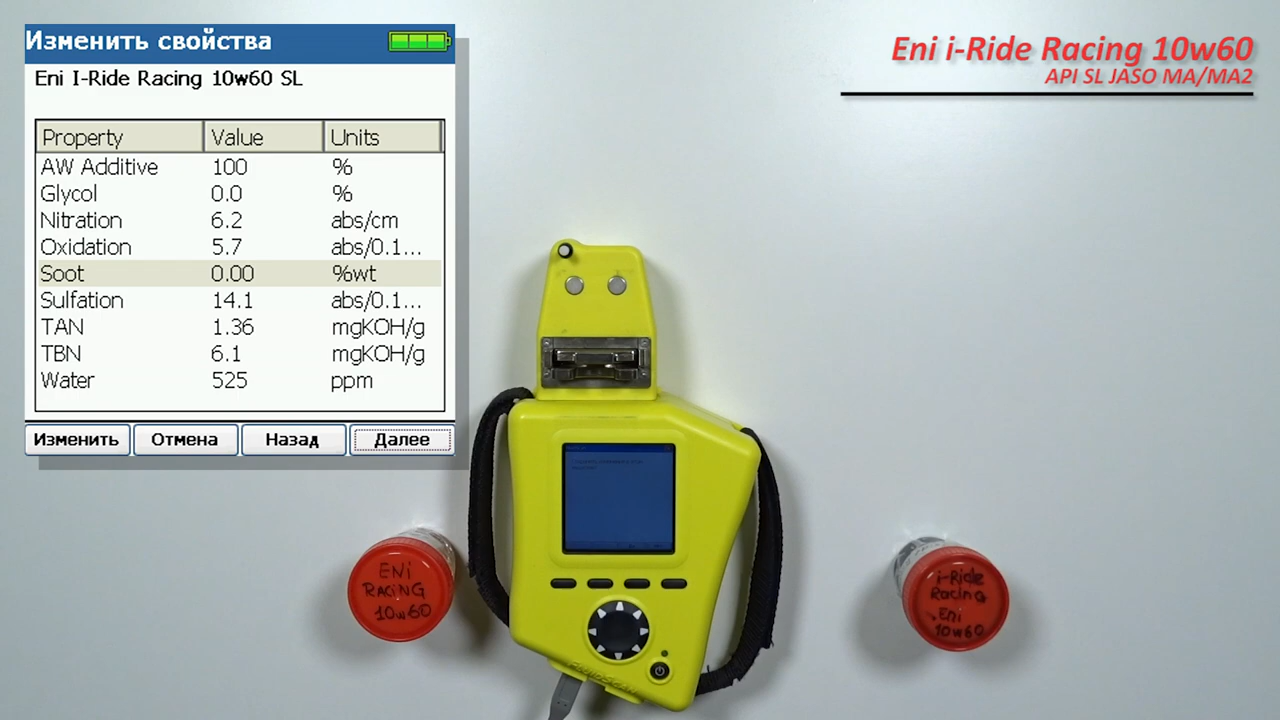 Изменить свойства
Eni I-Ride Racing 10w60 SL
Property Value Units
AW Additive 100 %
Glycol 0.0 %
Nitration 6.2 abs/cm
Oxidation 5.7 abs/0.1...
Soot 0.00 %wt
Sulfation 14.1 abs/0.1...
TAN 1.36 mgKOH/g
TBN 6.1 mgKOH/g
Water 525 ppm
Изменить Отмена Назад Далее
Eni i-Ride Racing 10w60
API SL JASO MA/MA2
ENi
RACiNG
10w60
i-Ride
Racing
Eni
10w60